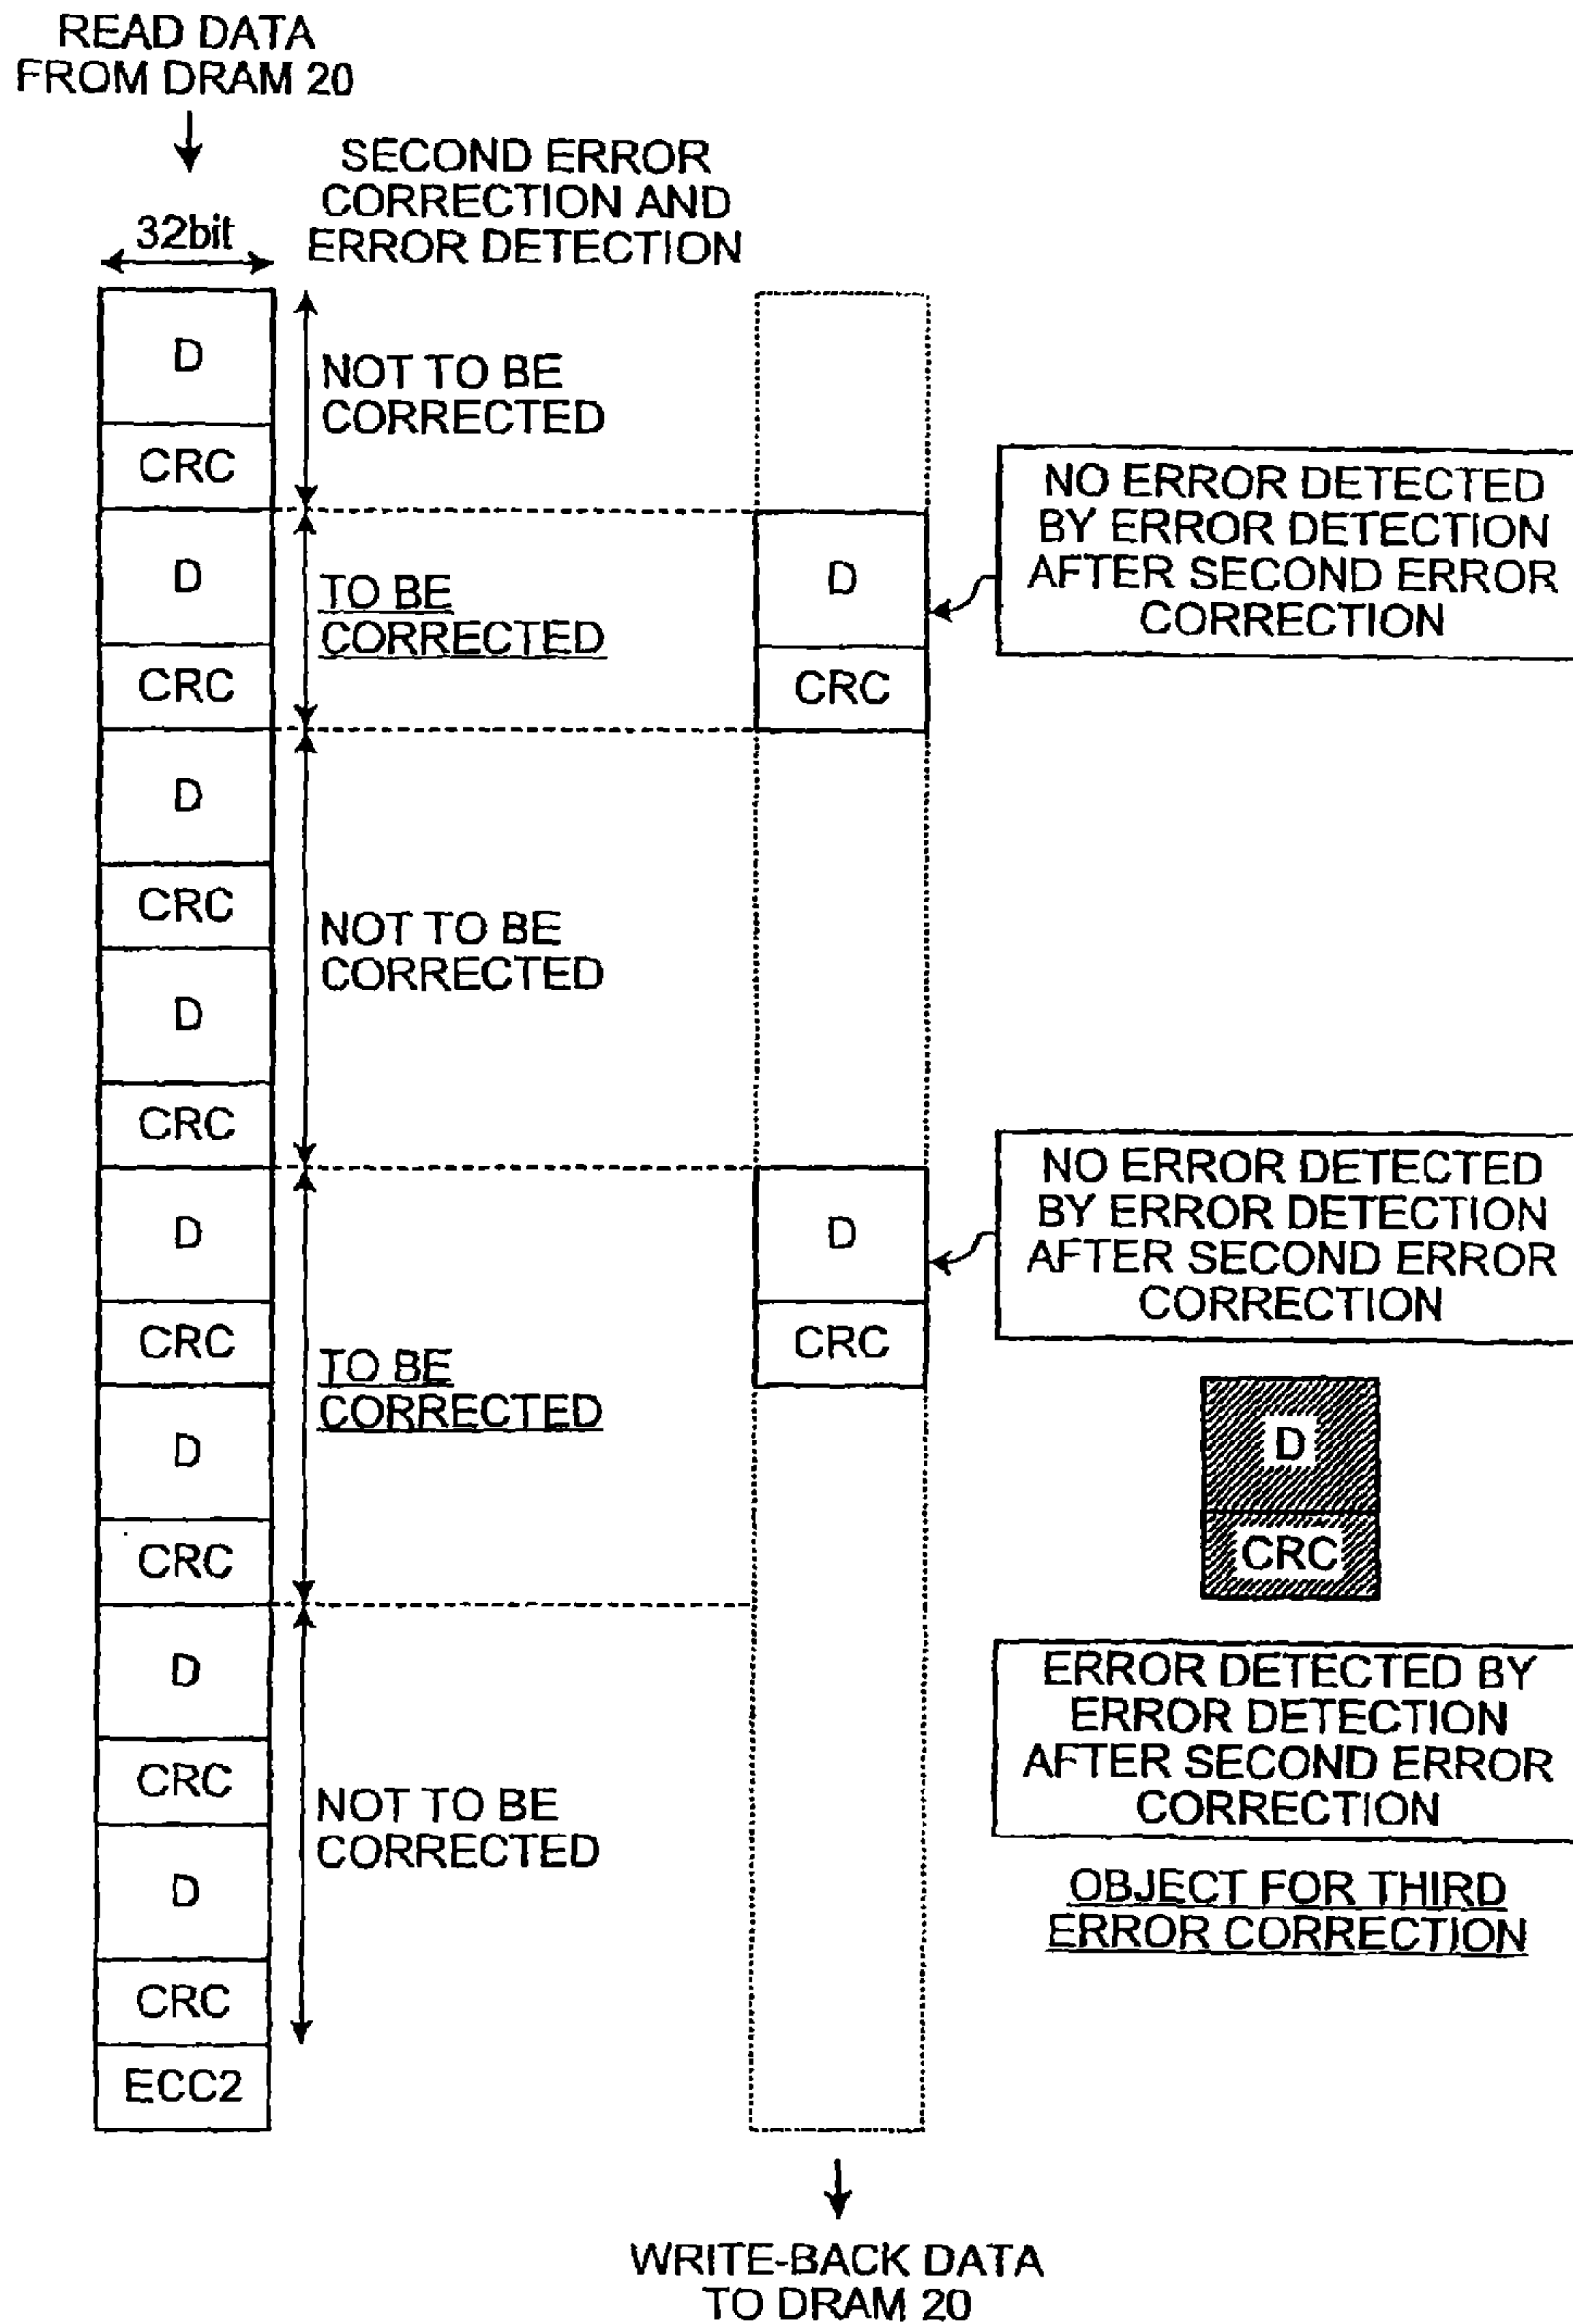 READ DATA
FROM DRAM 20
32bit
SECOND ERROR
CORRECTION AND
ERROR DETECTION
D
CRC
D
CRC
D
CRC
D
CRC
D
CRC
D
CRC
D
CRC
D
CRC
ECC2
NOT TO BE
CORRECTED
TO BE
CORRECTED
NOT TO BE
CORRECTED
TO BE
CORRECTED
NOT TO BE
CORRECTED
D
CRC
D
CRC
NO ERROR DETECTED
BY ERROR DETECTION
AFTER SECOND ERROR
CORRECTION
NO ERROR DETECTED
BY ERROR DETECTION
AFTER SECOND ERROR
CORRECTION
D
CRC
ERROR DETECTED BY
ERROR DETECTION
AFTER SECOND ERROR
CORRECTION
OBJECT FOR THIRD
ERROR CORRECTION
WRITE-BACK DATA
TO DRAM 20